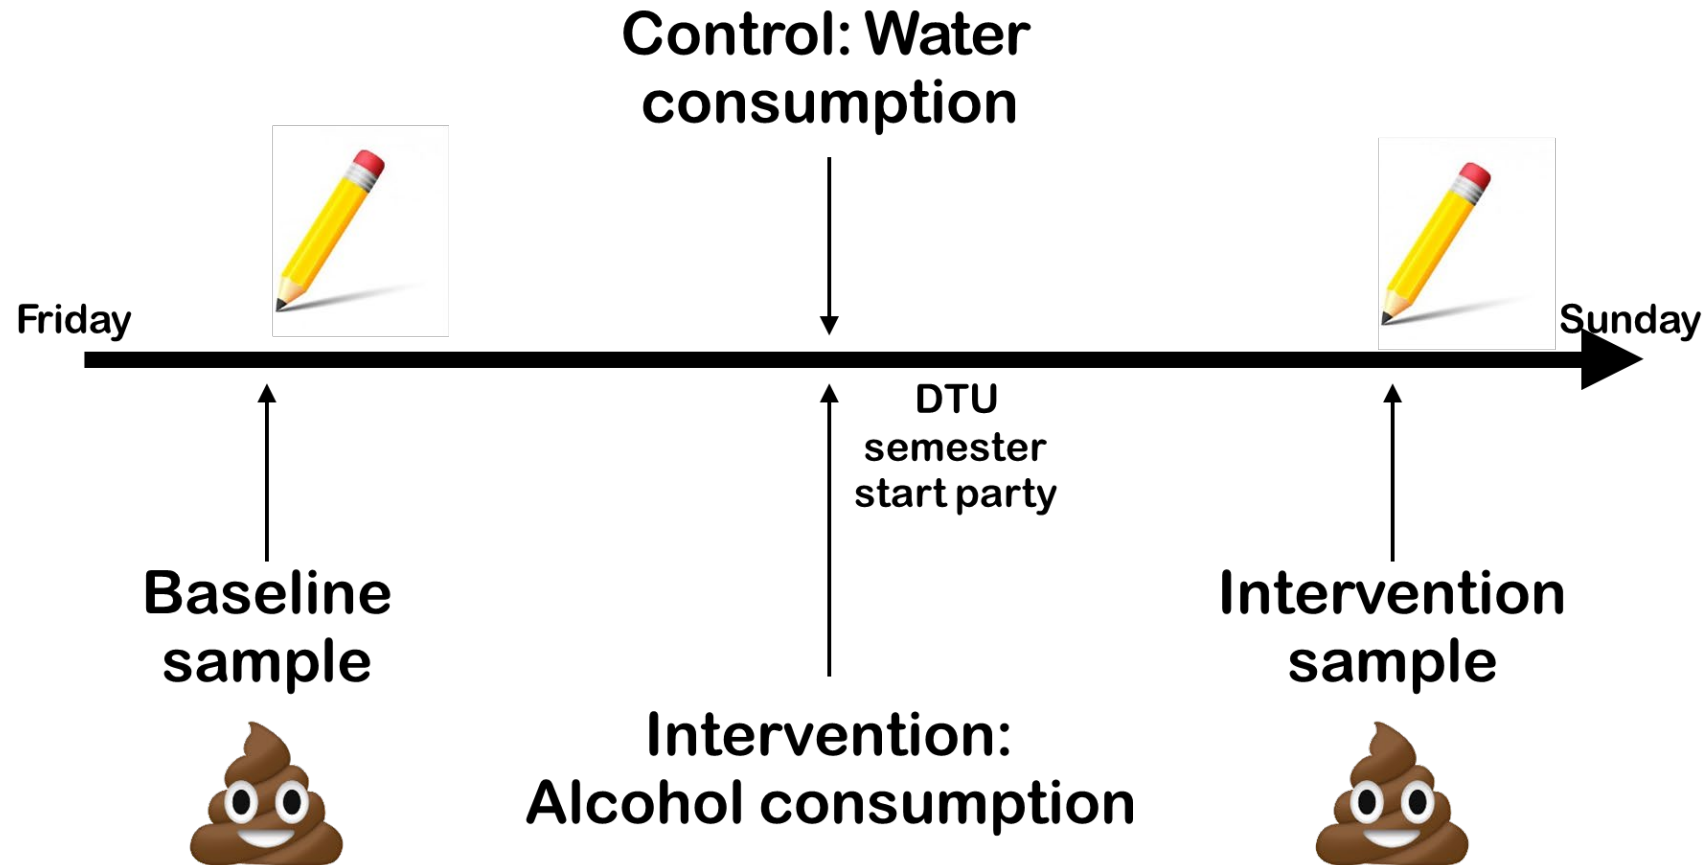 Control: Water
consumption
Friday
Sunday
DTU
semester
start party
Baseline
sample
Intervention:
Alcohol consumption
Intervention
sample